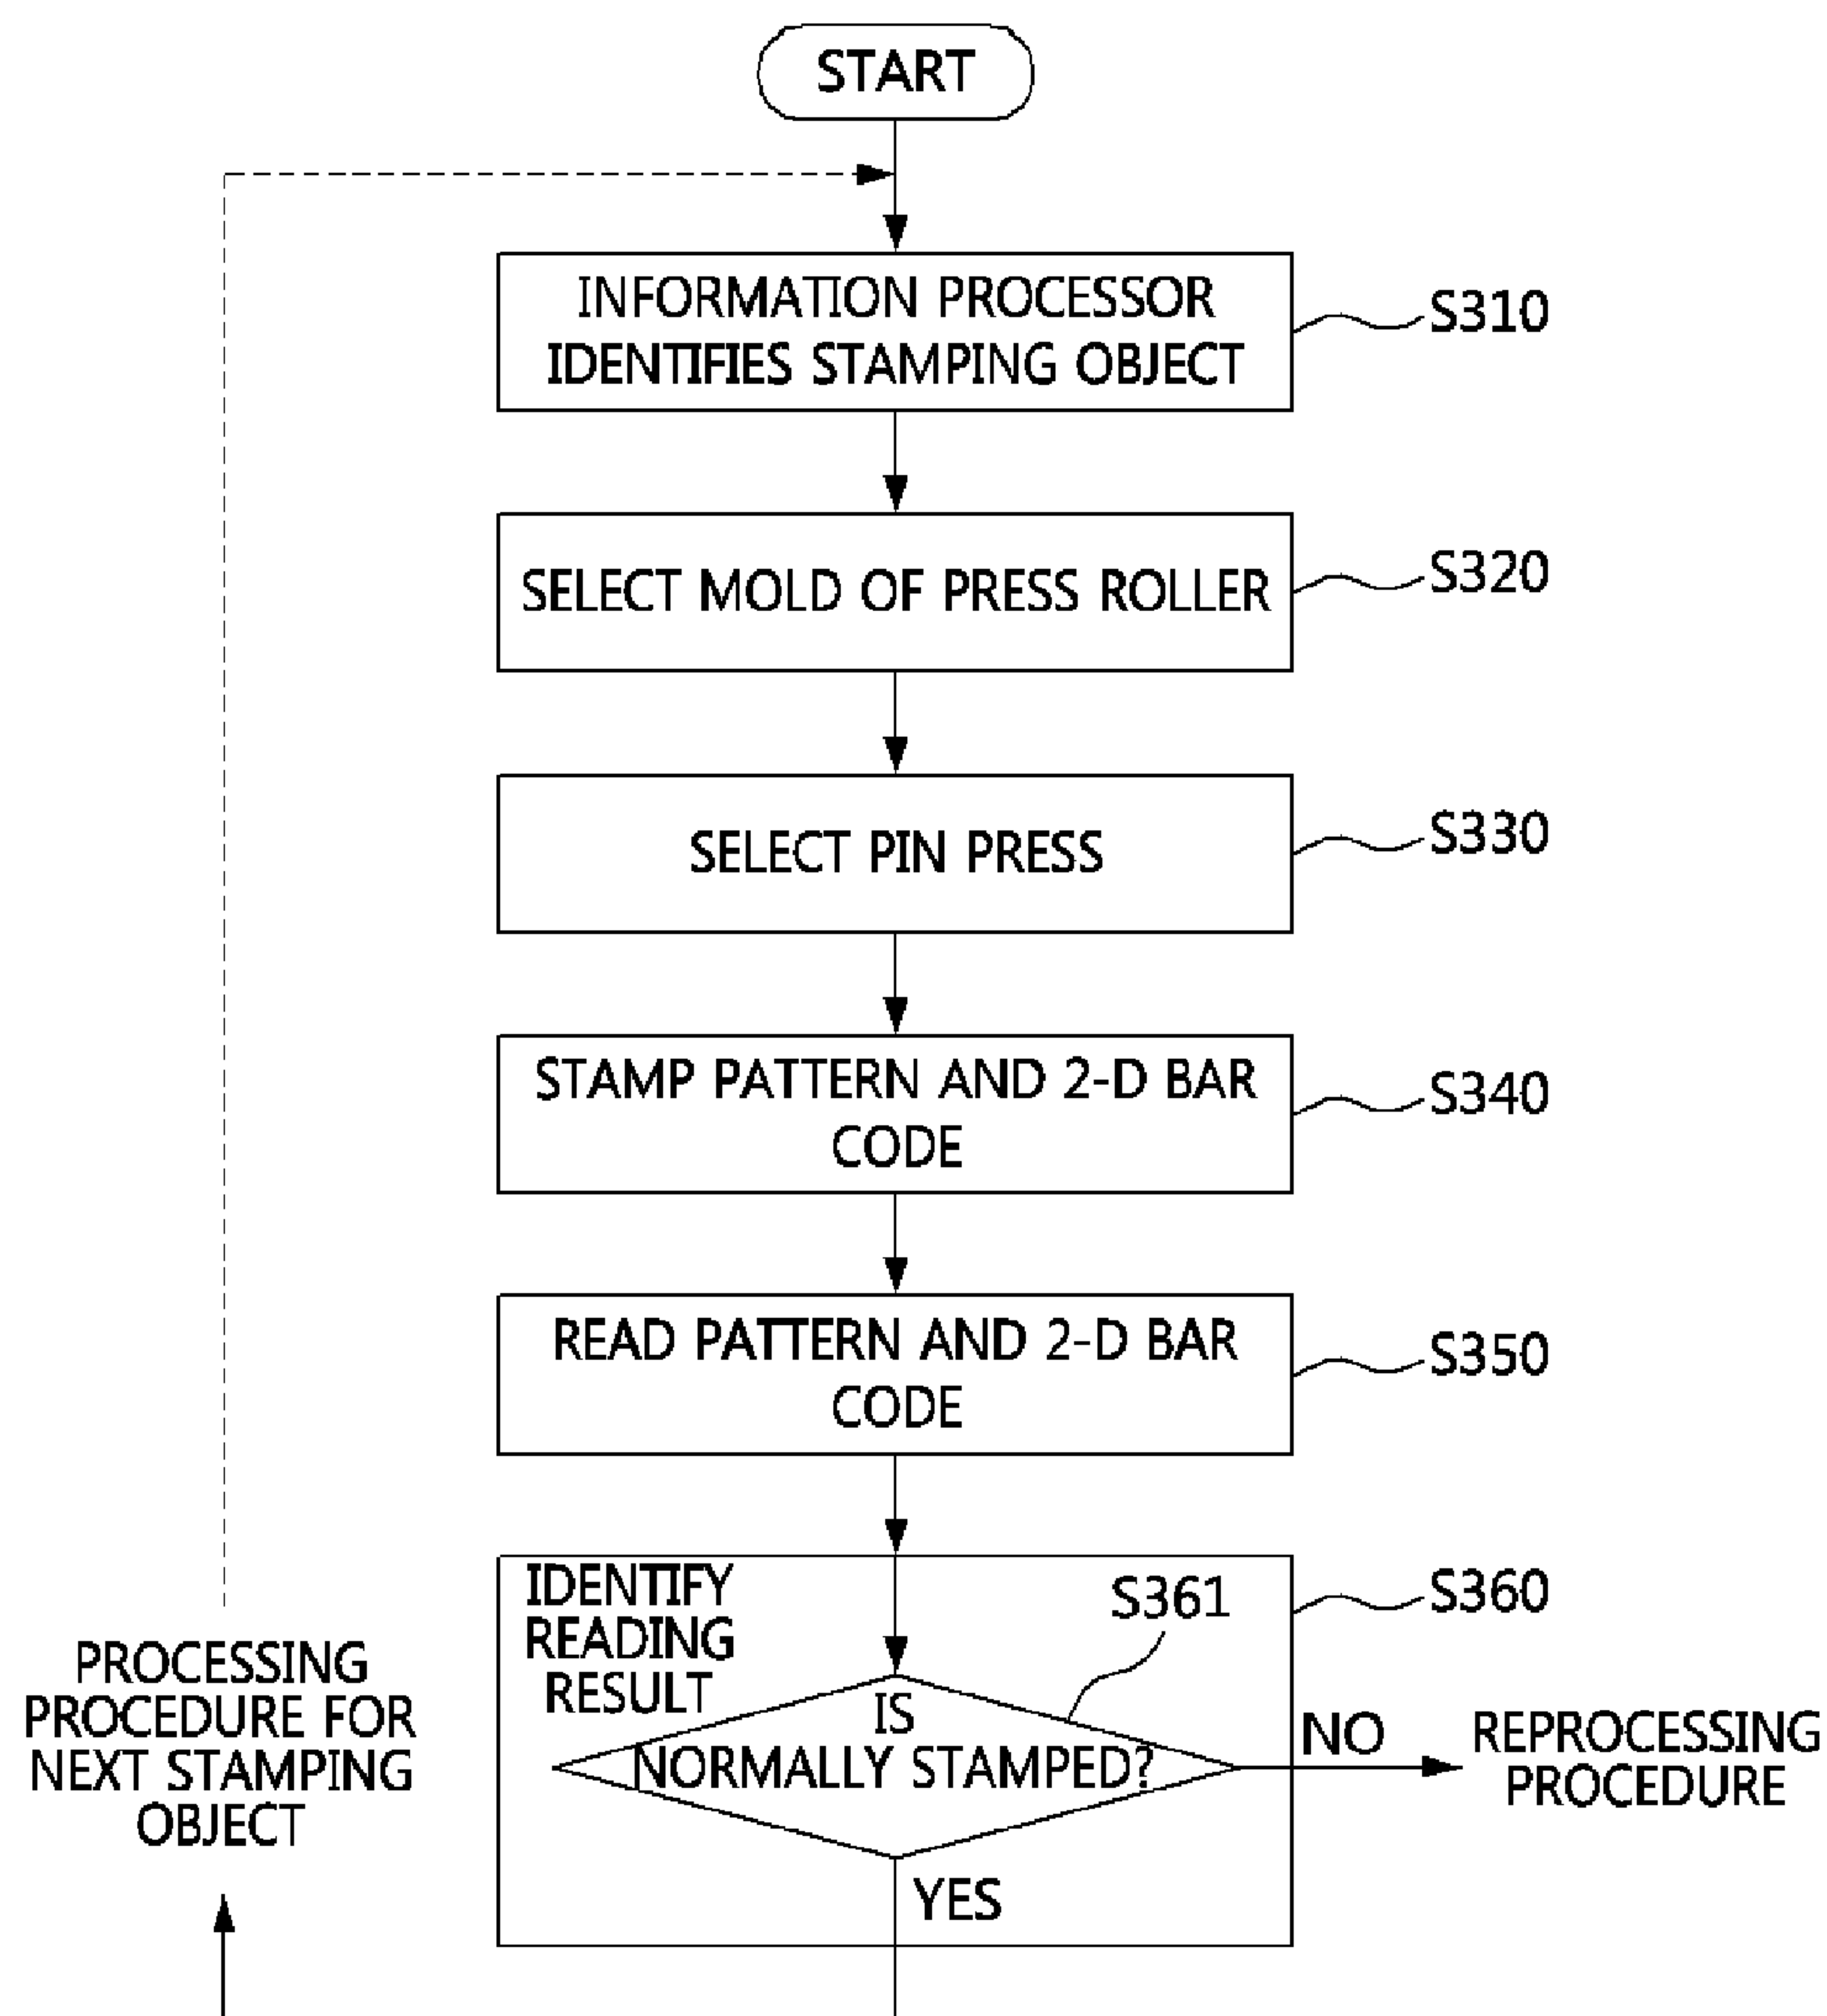 START
INFORMATION PROCESSOR
IDENTIFIES STAMPING OBJECT
S310
SELECT MOLD OF PRESS ROLLER
S320
SELECT PIN PRESS
S330
STAMP PATTERN AND 2-D BAR
CODE
S340
READ PATTERN AND 2-D BAR
CODE
S350
IDENTIFY
READING
RESULT
S361
S360
IS
NORMALLY STAMPED?
NO
REPROCESSING
PROCEDURE
YES
PROCESSING
PROCEDURE FOR
NEXT STAMPING
OBJECT